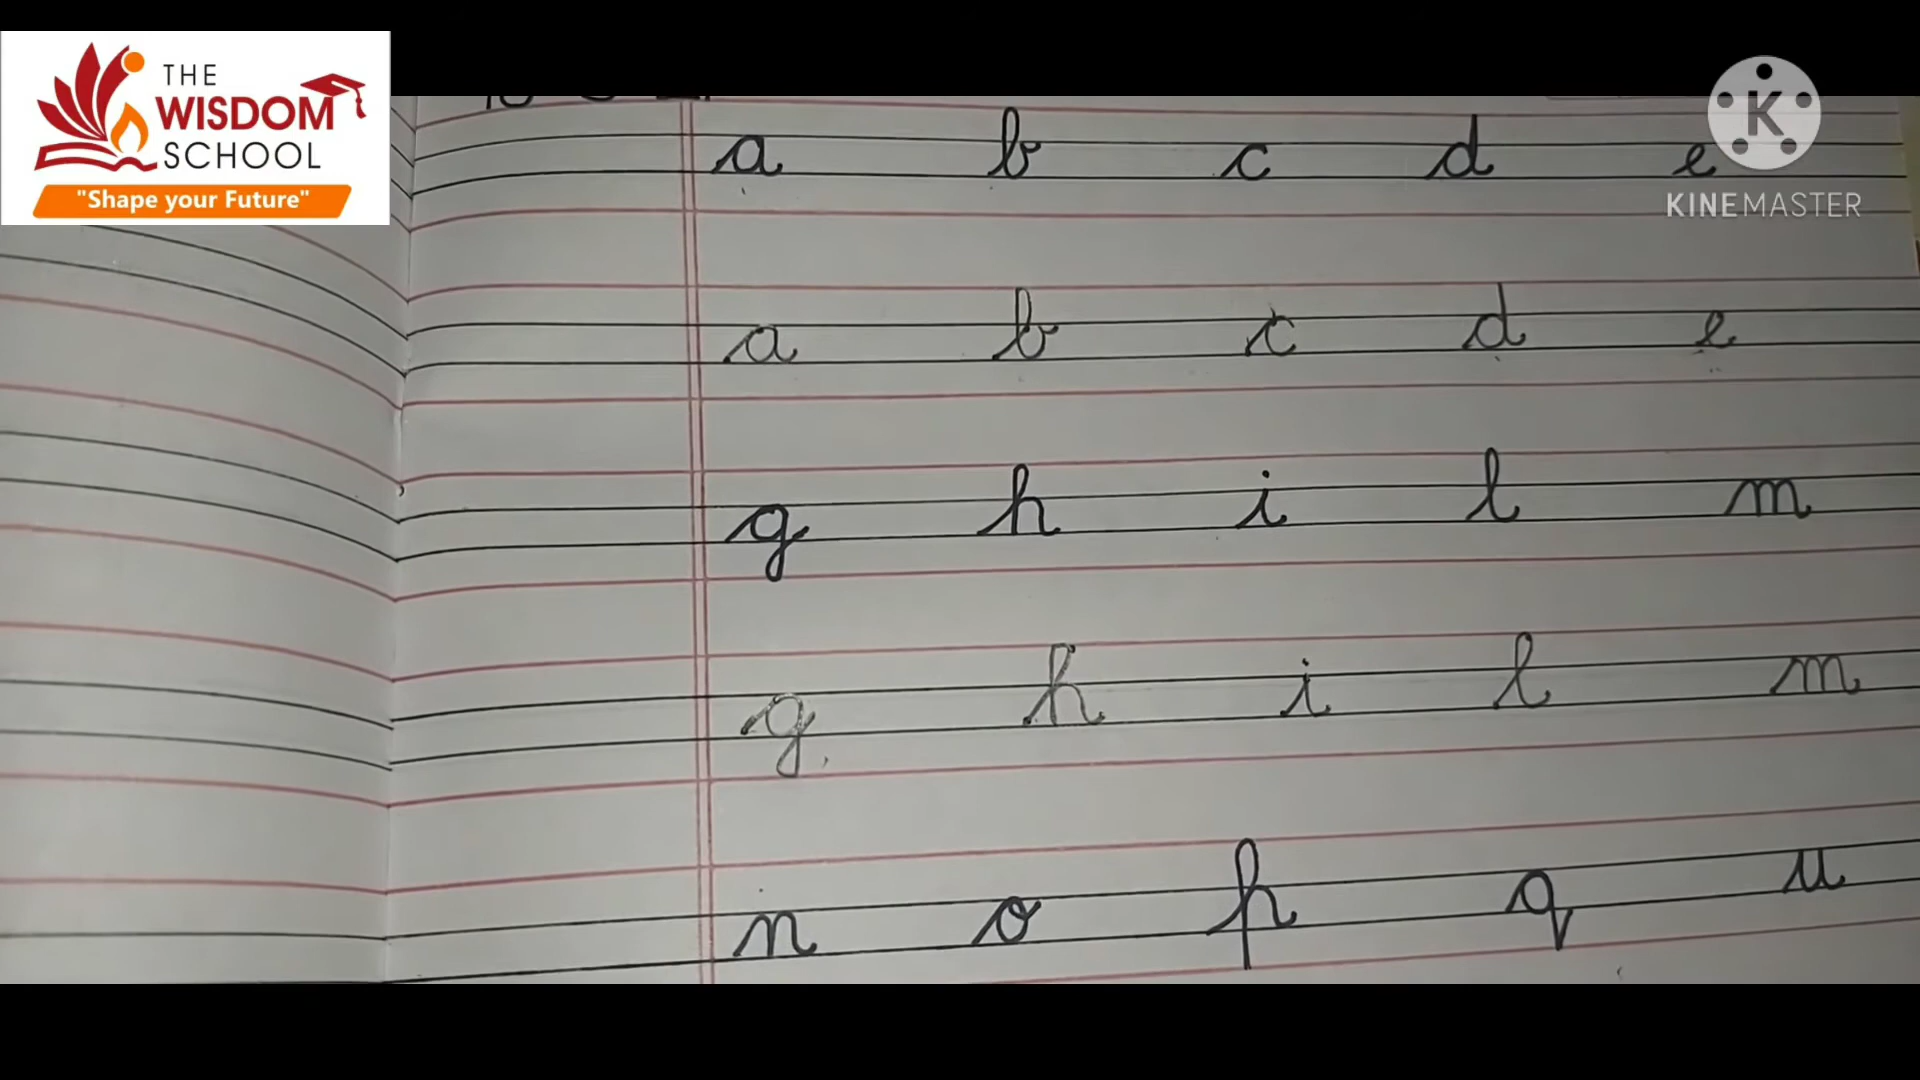 THE
WISDOM
SCHOOL
"Shape your Future"
K
KINEMASTER
a b c d e
a b c d e
g h i l m
g h i l m
n o p q u